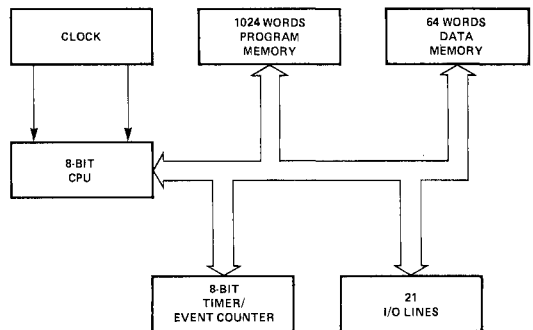 CLOCK
1024 WORDS
PROGRAM
MEMORY
64 WORDS
DATA
MEMORY
8-BIT
CPU
8-BIT
TIMER/
EVENT COUNTER
21
I/O LINES